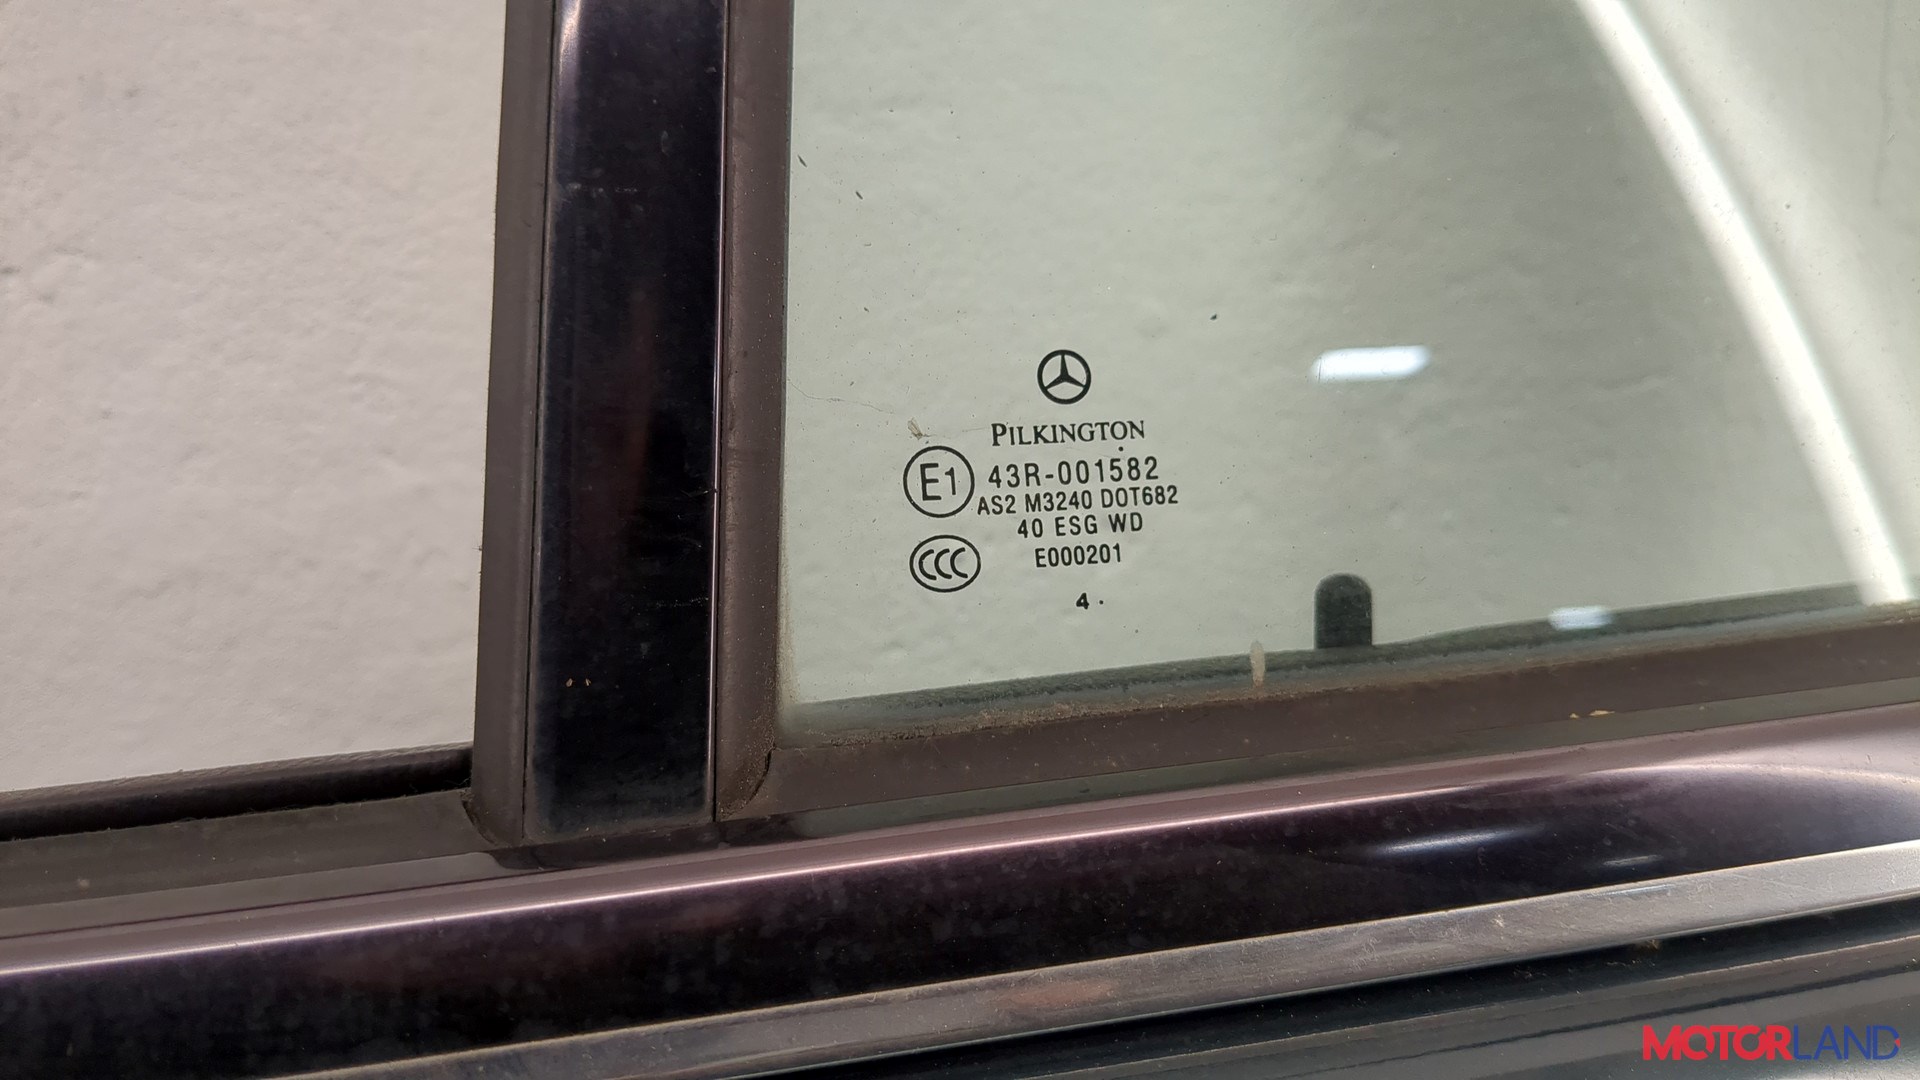 PILKINGTON
E1 43R-001582
AS2 M3240 DOT682
40 ESG WD
CCC E000201
4 .
MOTORLAND